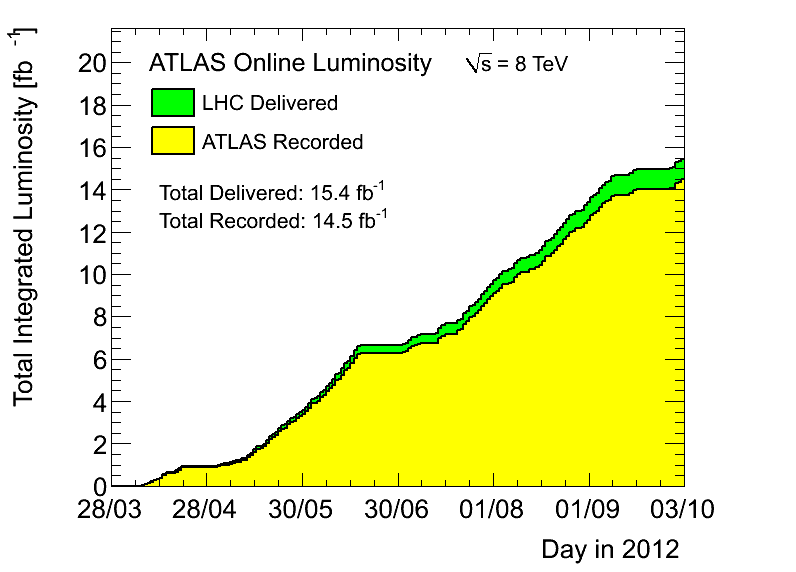 Total Integrated Luminosity [fb⁻¹]
20
18
16
14
12
10
8
6
4
2
0
ATLAS Online Luminosity √s = 8 TeV
LHC Delivered
ATLAS Recorded
Total Delivered: 15.4 fb⁻¹
Total Recorded: 14.5 fb⁻¹
28/03 28/04 30/05 30/06 01/08 01/09 03/10
Day in 2012